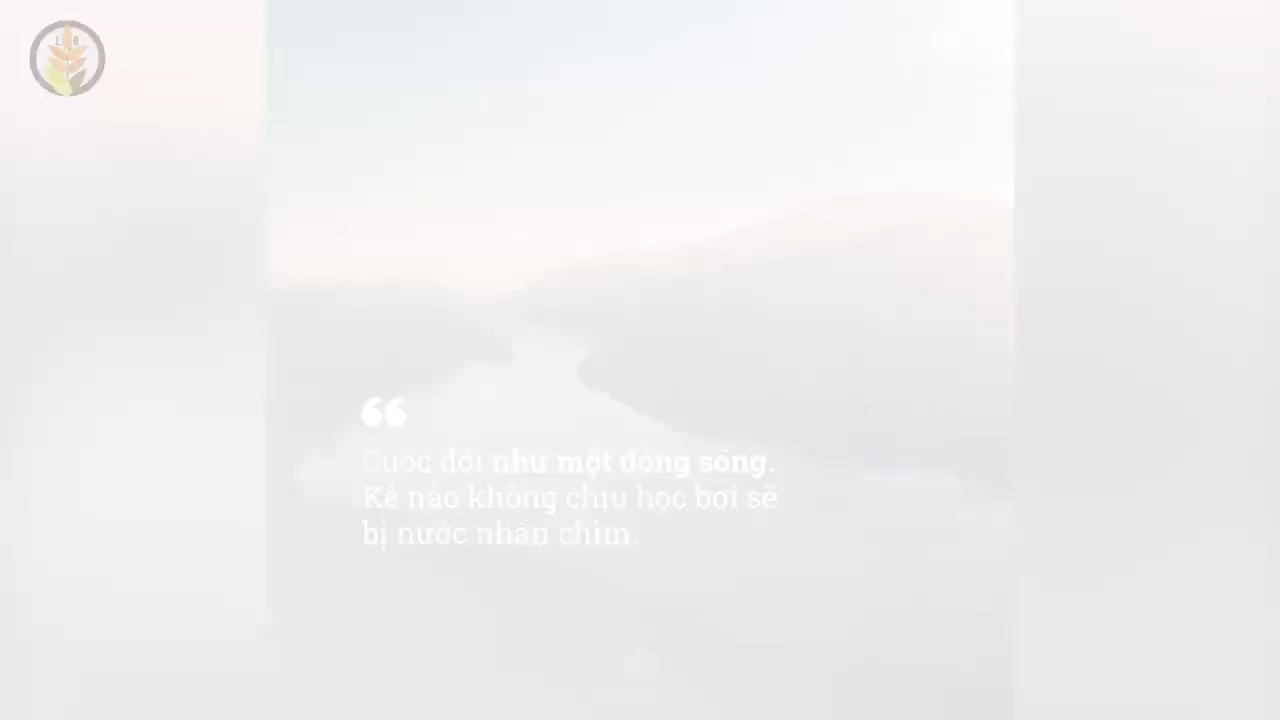 L A
“
Cuộc đời như một dòng sông.
Kẻ nào không chịu học bơi sẽ
bị nước nhấn chìm.